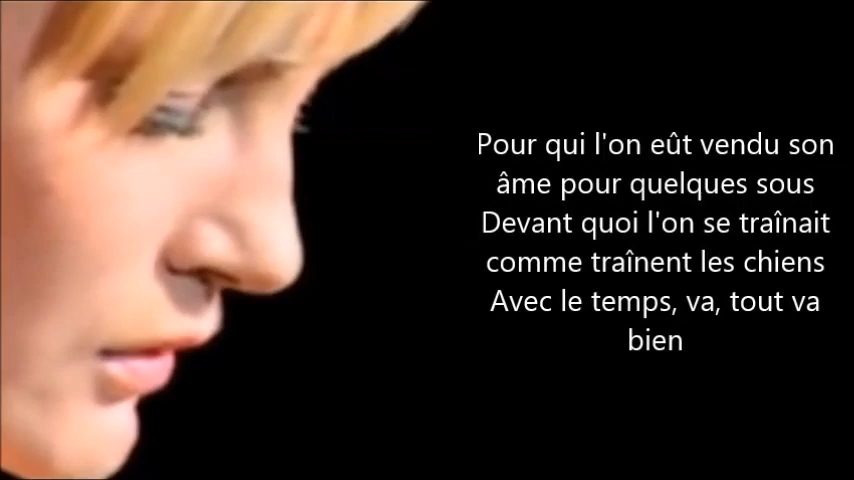 Pour qui l'on eût vendu son
âme pour quelques sous
Devant quoi l'on se traînait
comme traînent les chiens
Avec le temps, va, tout va
bien